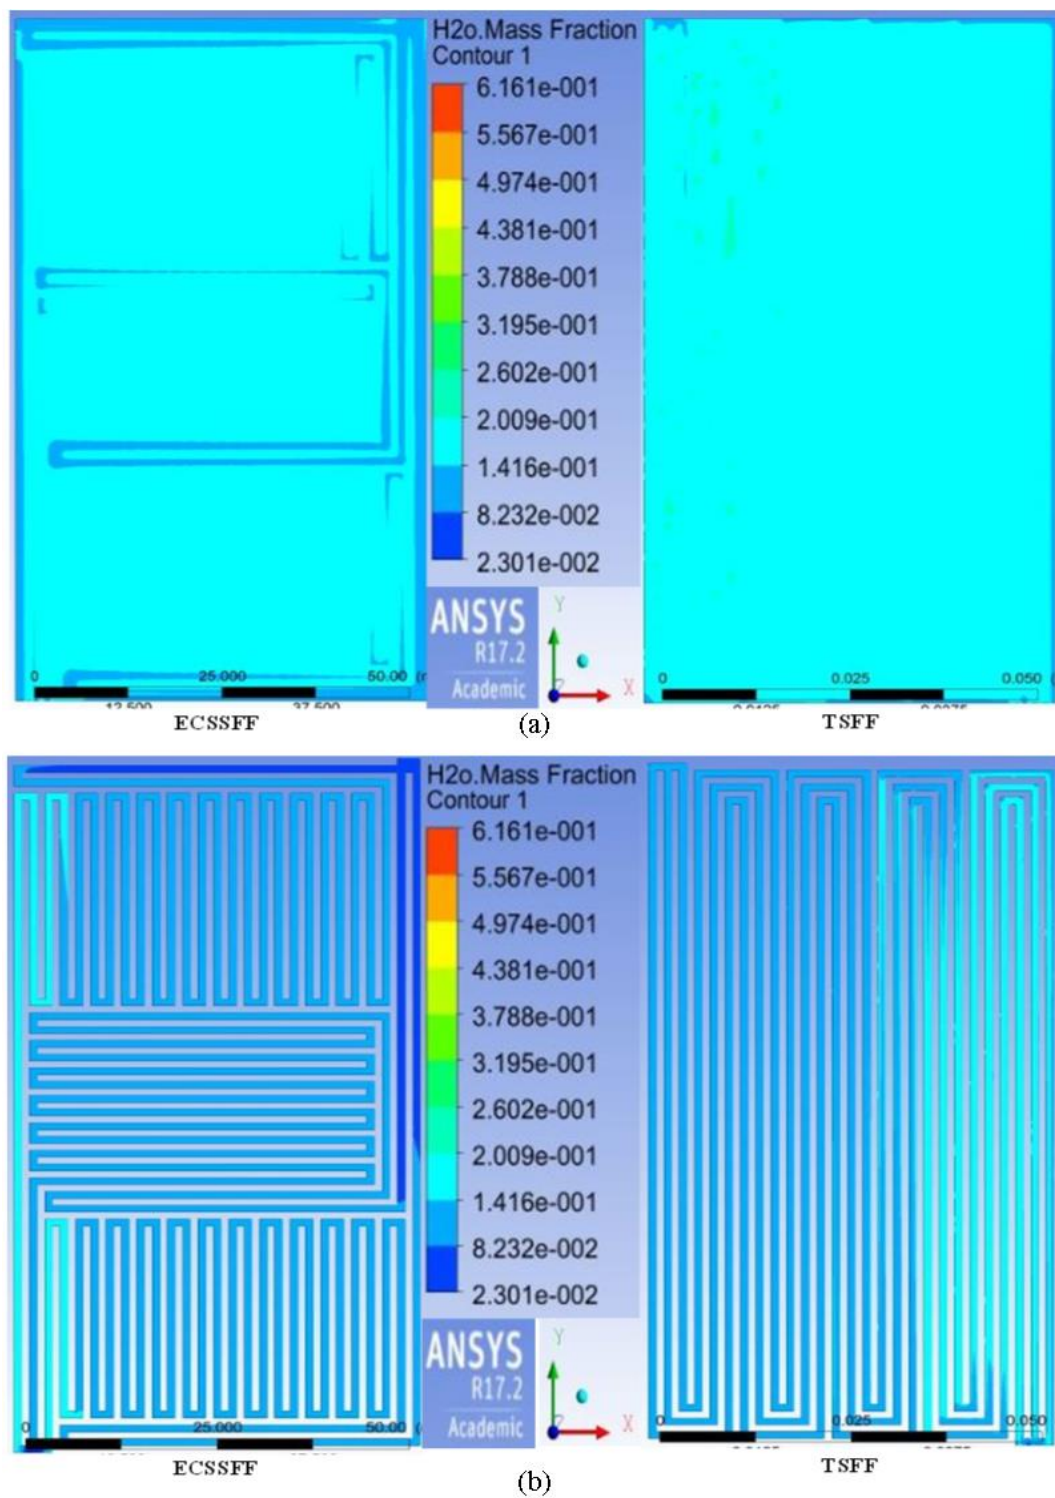 H2o.Mass Fraction
Contour 1
6.161e-001
5.567e-001
4.974e-001
4.381e-001
3.788e-001
3.195e-001
2.602e-001
2.009e-001
1.416e-001
8.232e-002
2.301e-002
ANSYS
R17.2
Academic
Y
Z
X
0 25.000 50.00 (
12.500 37.500
0 0.025 0.050
ECSSFF
(a)
TSFF
H2o.Mass Fraction
Contour 1
6.161e-001
5.567e-001
4.974e-001
4.381e-001
3.788e-001
3.195e-001
2.602e-001
2.009e-001
1.416e-001
8.232e-002
2.301e-002
ANSYS
R17.2
Academic
Y
Z
X
0 25.000 50.00 (
0 0.025 0.050
ECSSFF
(b)
TSFF